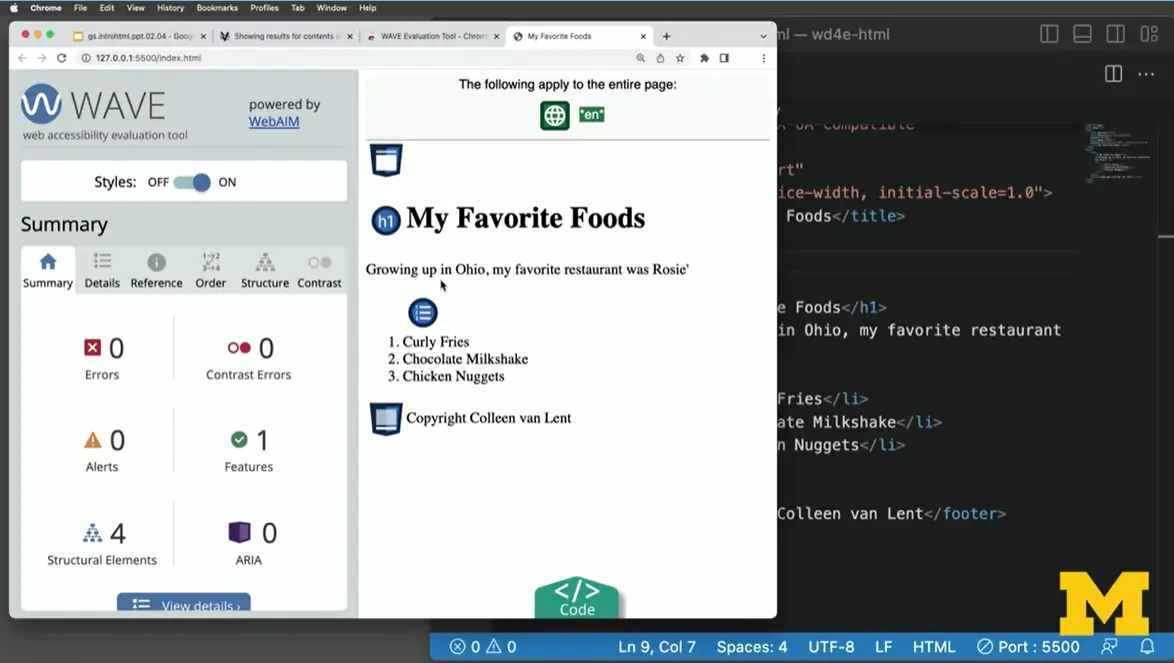 Chrome File Edit View History Bookmarks Profiles Tab Window Help
gs.introhtml.ppt.02.04 - Goog
Showing results for contents o
WAVE Evaluation Tool - Chrom
My Favorite Foods
ml — wd4e-html
127.0.0.1:5500/index.html
WAVE
web accessibility evaluation tool
powered by
WebAIM
Styles: OFF ON
Summary
Summary Details Reference Order Structure Contrast
0
Errors
0
Contrast Errors
0
Alerts
1
Features
4
Structural Elements
0
ARIA
View details ›
The following apply to the entire page:
*en*
h1 My Favorite Foods
Growing up in Ohio, my favorite restaurant was Rosie'
1. Curly Fries
2. Chocolate Milkshake
3. Chicken Nuggets
Copyright Colleen van Lent
</>
Code
-UA-Compatible
rt"
ice-width, initial-scale=1.0">
Foods</title>
e Foods</h1>
in Ohio, my favorite restaurant
Fries</li>
ate Milkshake</li>
n Nuggets</li>
Colleen van Lent</footer>
M
0 0 Ln 9, Col 7 Spaces: 4 UTF-8 LF HTML Port : 5500